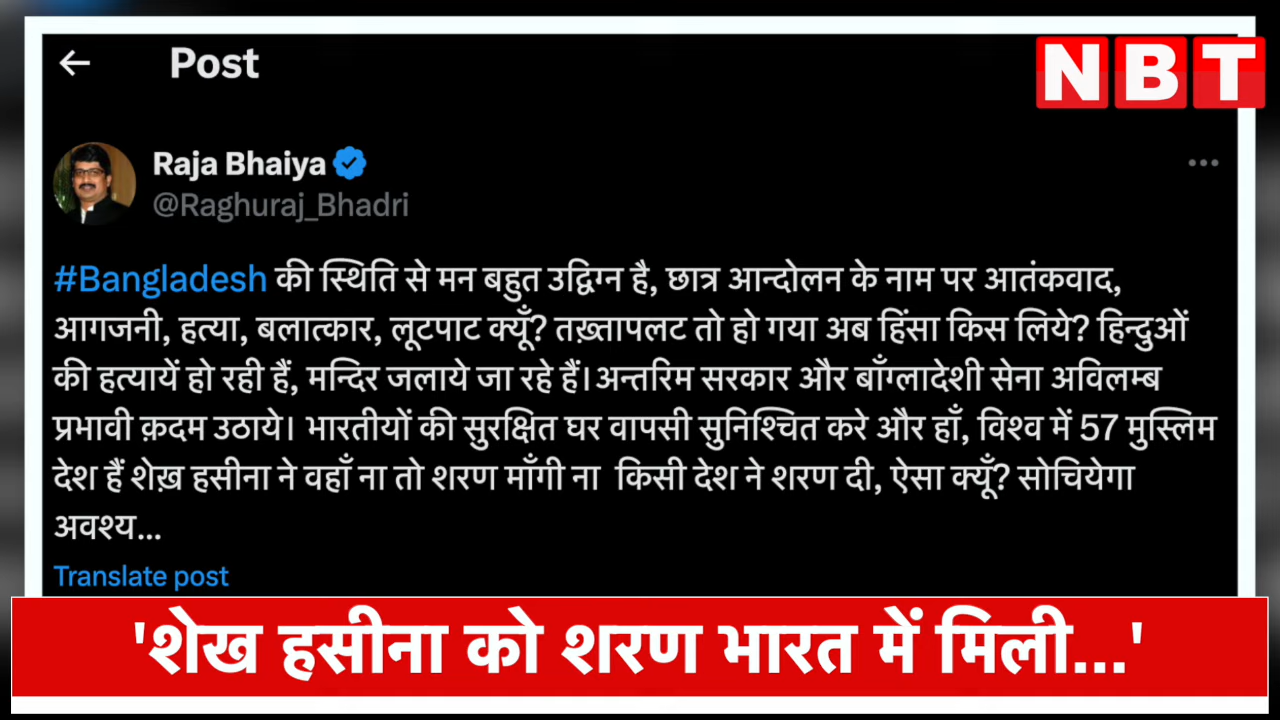 Post
NBT
Raja Bhaiya
@Raghuraj_Bhadri
#Bangladesh की स्थिति से मन बहुत उद्विग्न है, छात्र आन्दोलन के नाम पर आतंकवाद,
आगजनी, हत्या, बलात्कार, लूटपाट क्यूँ? तख़्तापलट तो हो गया अब हिंसा किस लिये? हिन्दुओं
की हत्यायें हो रही हैं, मन्दिर जलाये जा रहे हैं।अन्तरिम सरकार और बाँग्लादेशी सेना अविलम्ब
प्रभावी क़दम उठाये। भारतीयों की सुरक्षित घर वापसी सुनिश्चित करे और हाँ, विश्व में 57 मुस्लिम
देश हैं शेख़ हसीना ने वहाँ ना तो शरण माँगी ना  किसी देश ने शरण दी, ऐसा क्यूँ? सोचियेगा
अवश्य...
Translate post
'शेख हसीना को शरण भारत में मिली...'